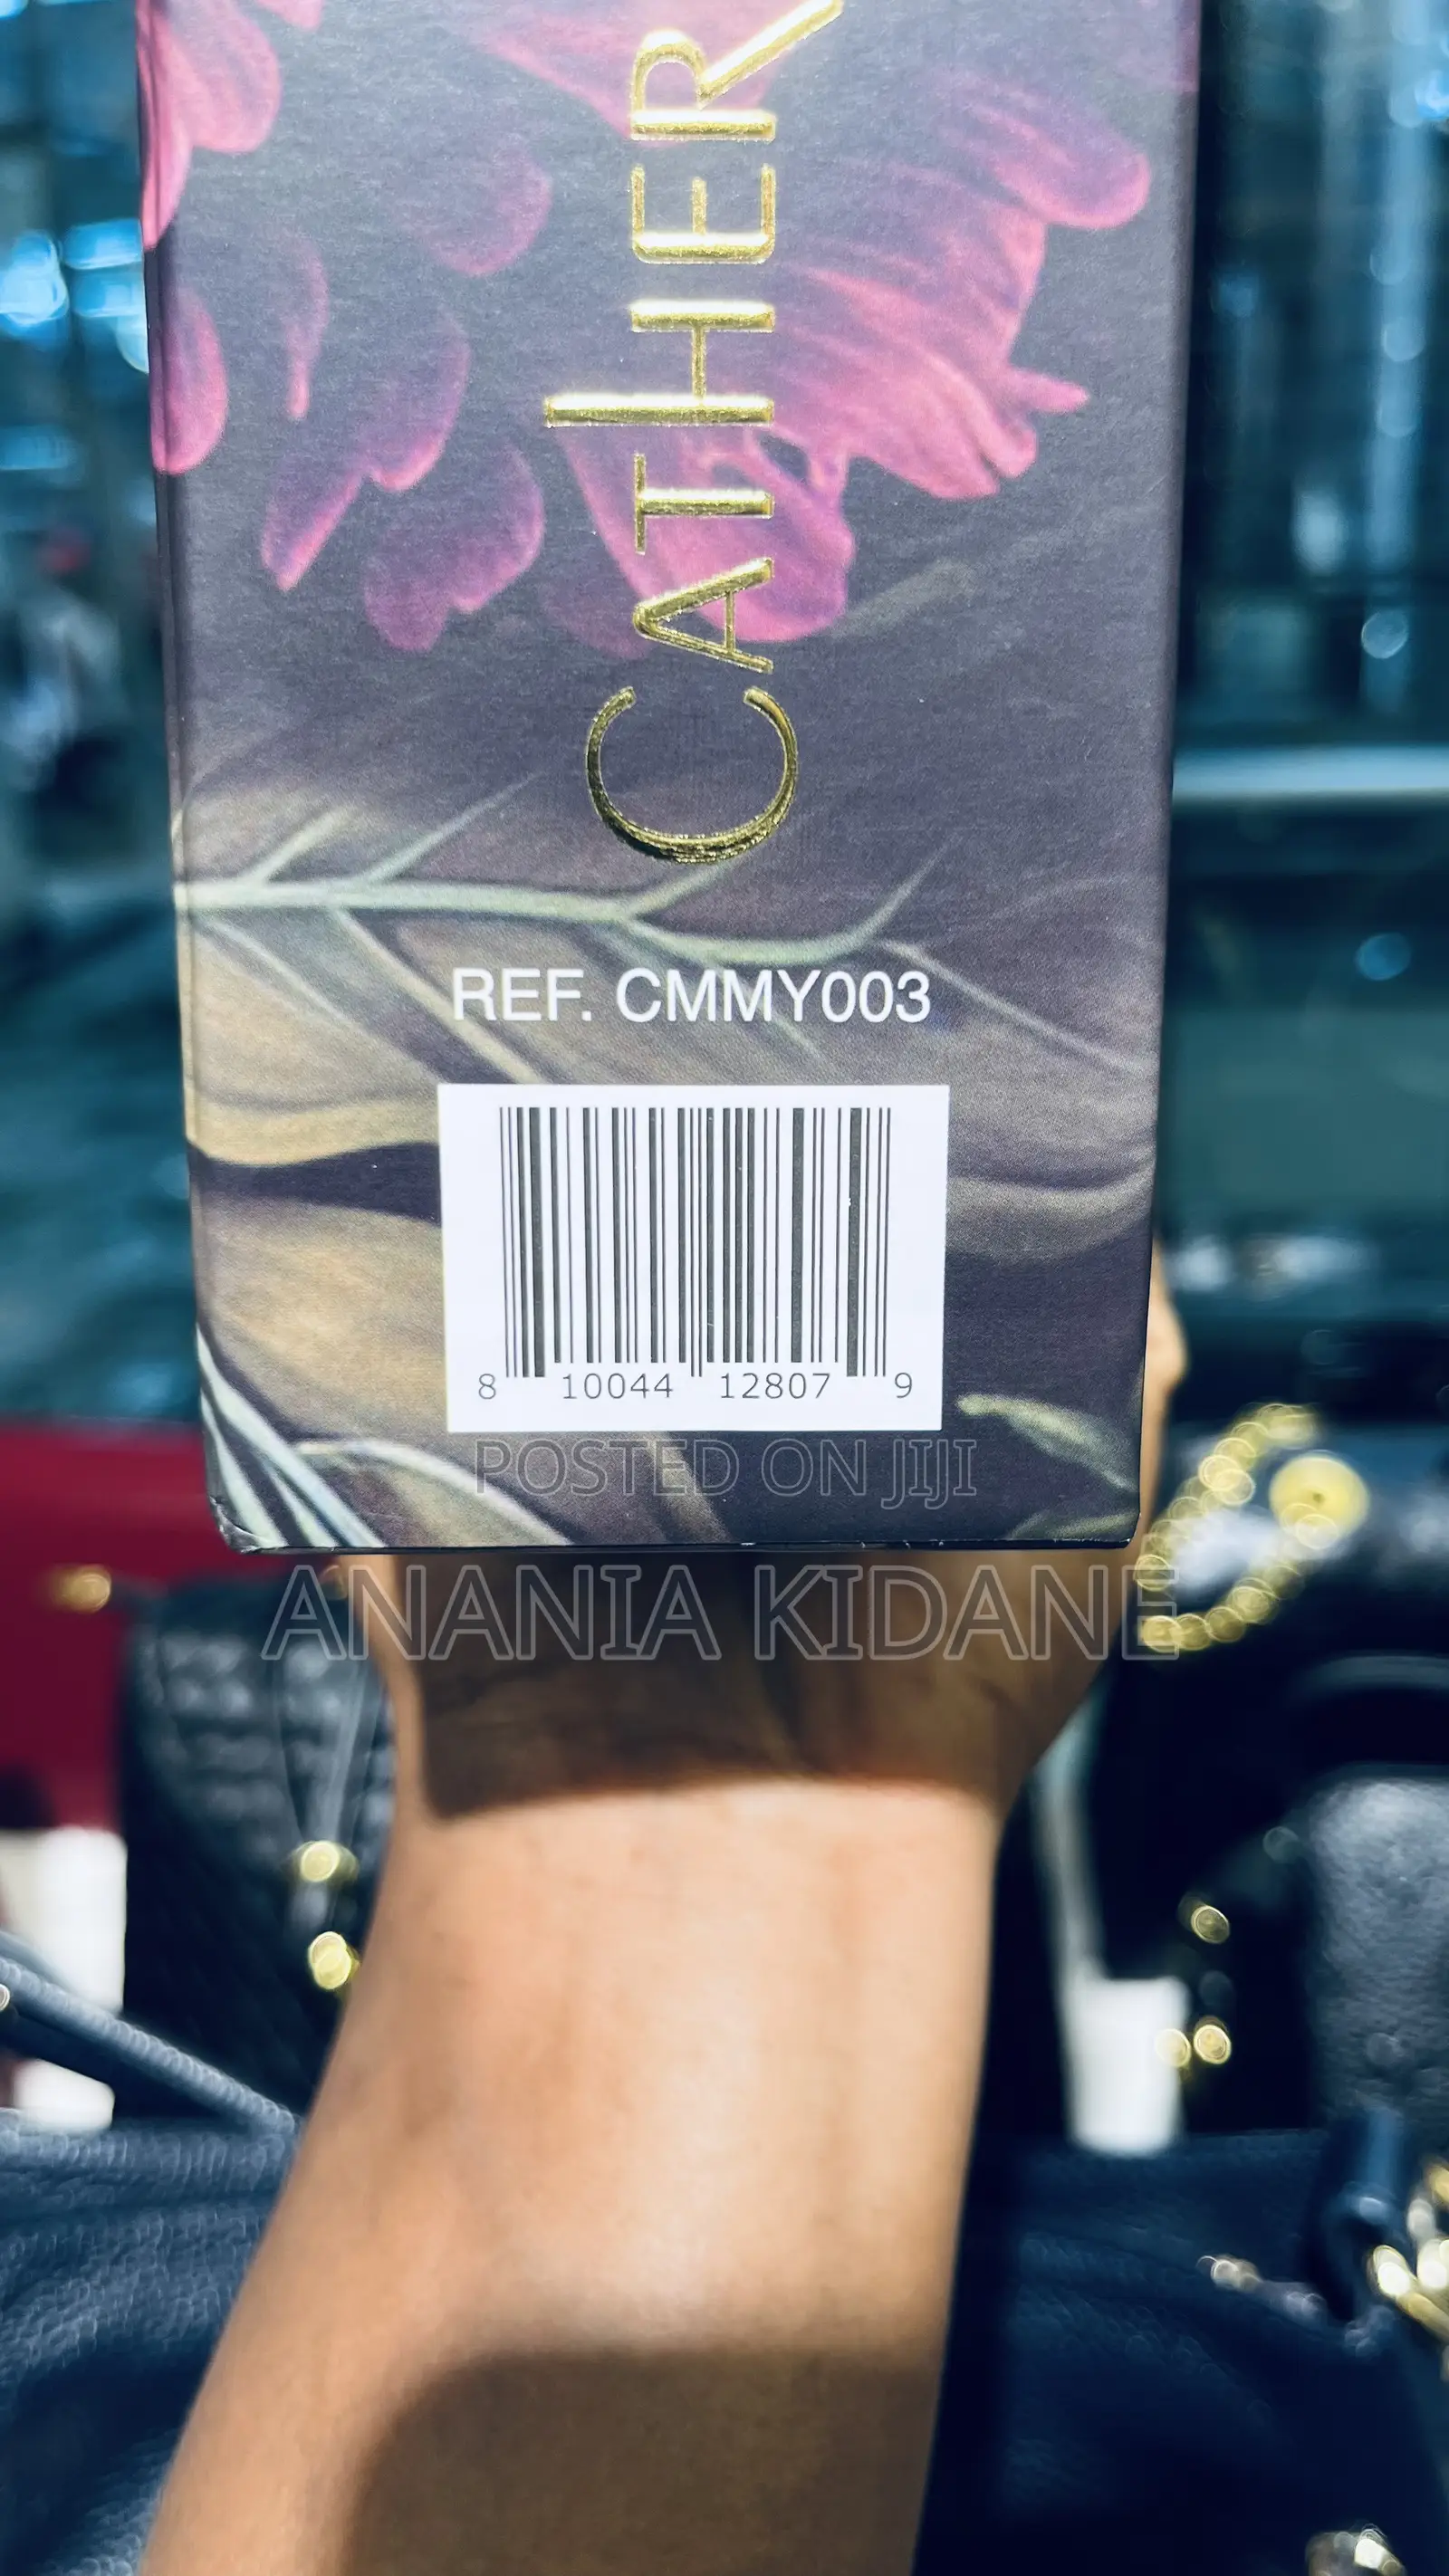 CATHER
REF. CMMY003
8 10044 12807 9
POSTED ON JIJI
ANANIA KIDANE